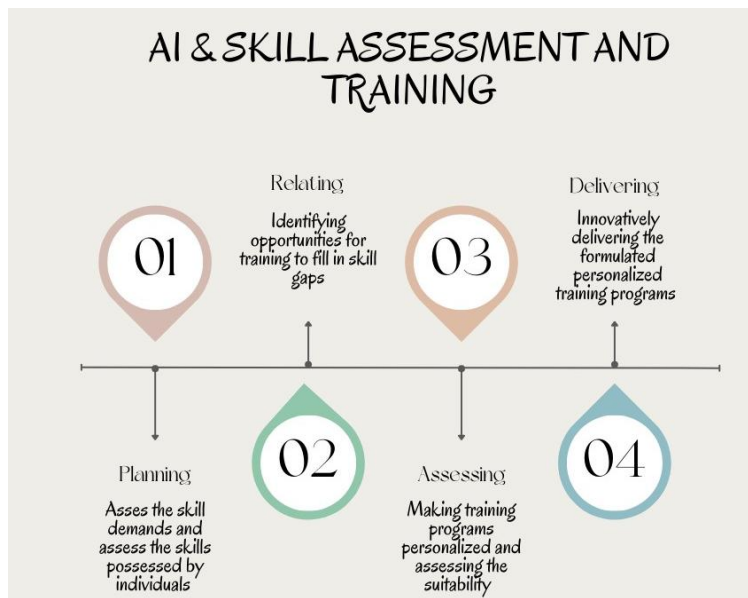 AI & SKILL ASSESSMENT AND
TRAINING
01
Planning
Asses the skill
demands and
assess the skills
possessed by
individuals
Relating
Identifying
opportunities for
training to fill in skill
gaps
02
03
Assessing
Making training
programs
personalized and
assessing the
suitability
Delivering
Innovatively
delivering the
formulated
personalized
training programs
04